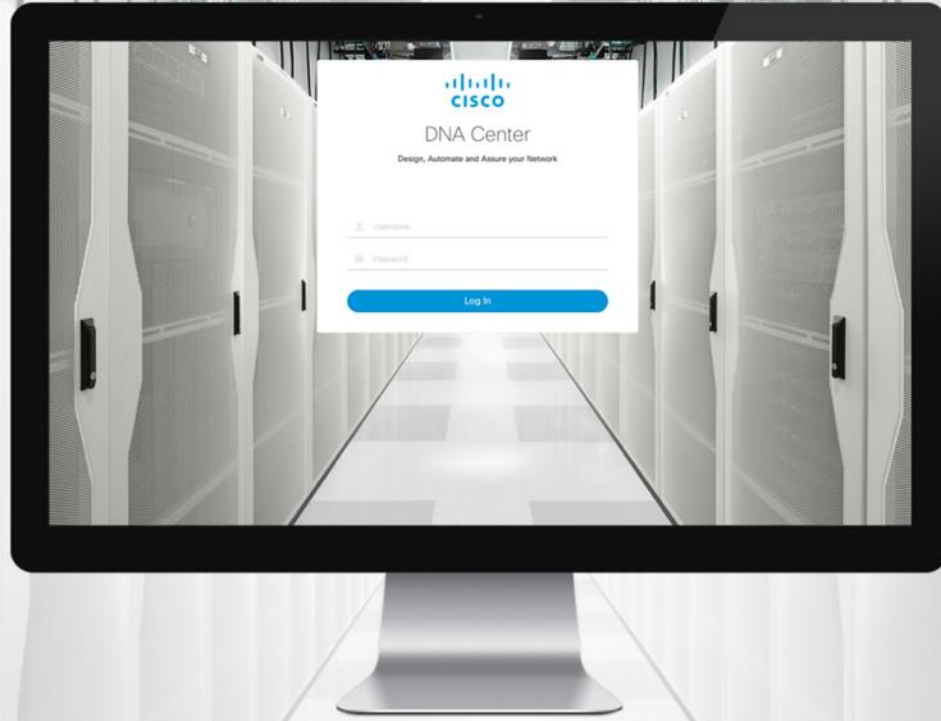 CISCO
DNA Center
Design, Automate and Assure your Network
Username
Password
Log In